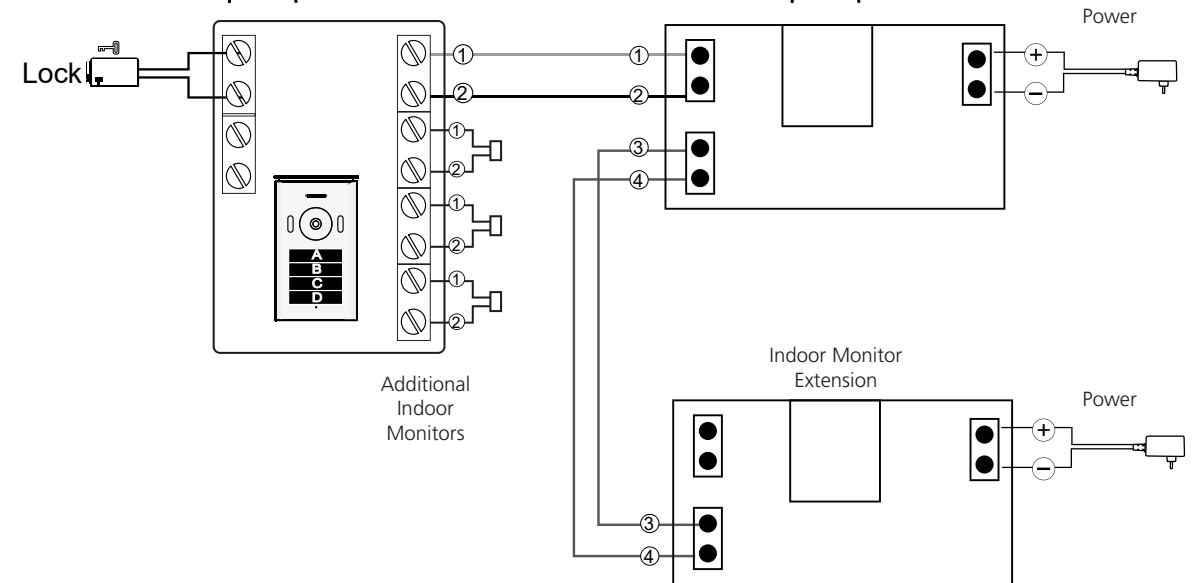 Power
Lock
①
①
+
②
②
−
①
②
③
④
①
②
A
B
C
D
①
②
Indoor Monitor
Extension
Additional
Indoor
Monitors
Power
+
−
③
④